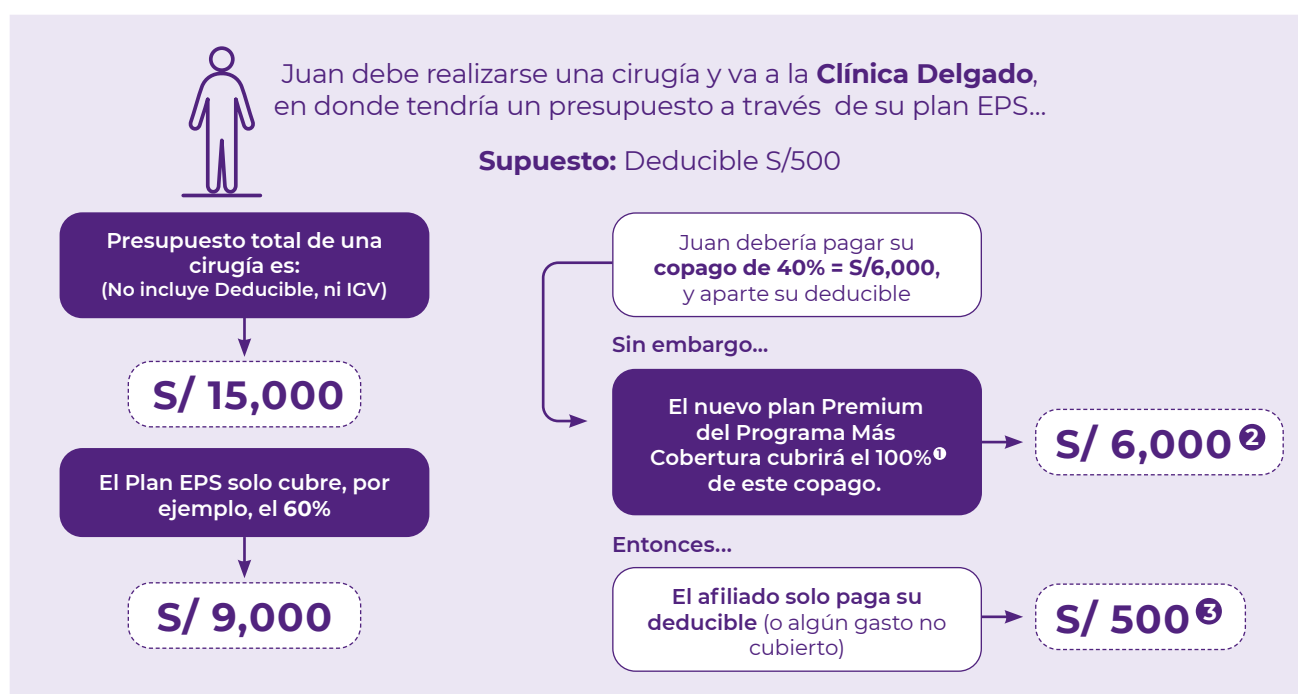 Juan debe realizarse una cirugía y va a la Clínica Delgado,
en donde tendría un presupuesto a través de su plan EPS...
Supuesto: Deducible S/500
Presupuesto total de una
cirugía es:
(No incluye Deducible, ni IGV)
S/ 15,000
El Plan EPS solo cubre, por
ejemplo, el 60%
S/ 9,000
Juan debería pagar su
copago de 40% = S/6,000,
y aparte su deducible
Sin embargo...
El nuevo plan Premium
del Programa Más
Cobertura cubrirá el 100%❶
de este copago.
S/ 6,000❷
Entonces...
El afiliado solo paga su
deducible (o algún gasto no
cubierto)
S/ 500❸